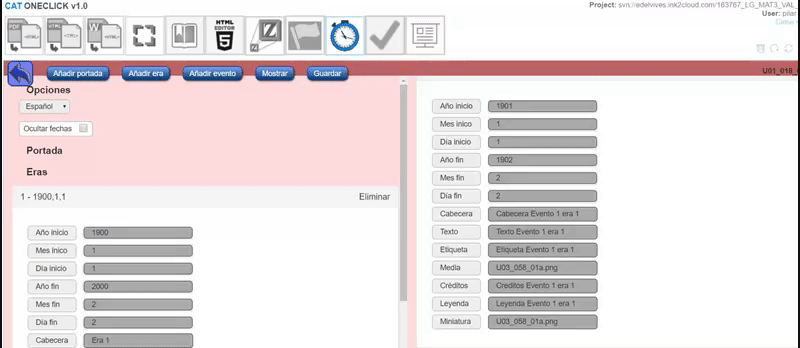 CAT ONECLICK v1.0
Project: svn://edelvives.ink2cloud.com/163767_LG_MAT3_VAL
User: pilar
PDF
HTML
W
HTML
EDITOR
5
Añadir portada
Añadir era
Añadir evento
Mostrar
Guardar
Opciones
Español
Ocultar fechas
Portada
Eras
1 - 1900,1,1
Eliminar
Año inicio
1900
Mes inico
1
Día inicio
1
Año fin
2000
Mes fin
2
Día fin
2
Cabecera
Era 1
Año inicio
1901
Mes inico
1
Día inicio
1
Año fin
1902
Mes fin
2
Día fin
2
Cabecera
Cabecera Evento 1 era 1
Texto
Texto Evento 1 era 1
Etiqueta
Etiqueta Evento 1 era 1
Media
U03_058_01a.png
Créditos
Creditos Evento 1 era 1
Leyenda
Leyenda Evento 1 era 1
Miniatura
U03_058_01a.png